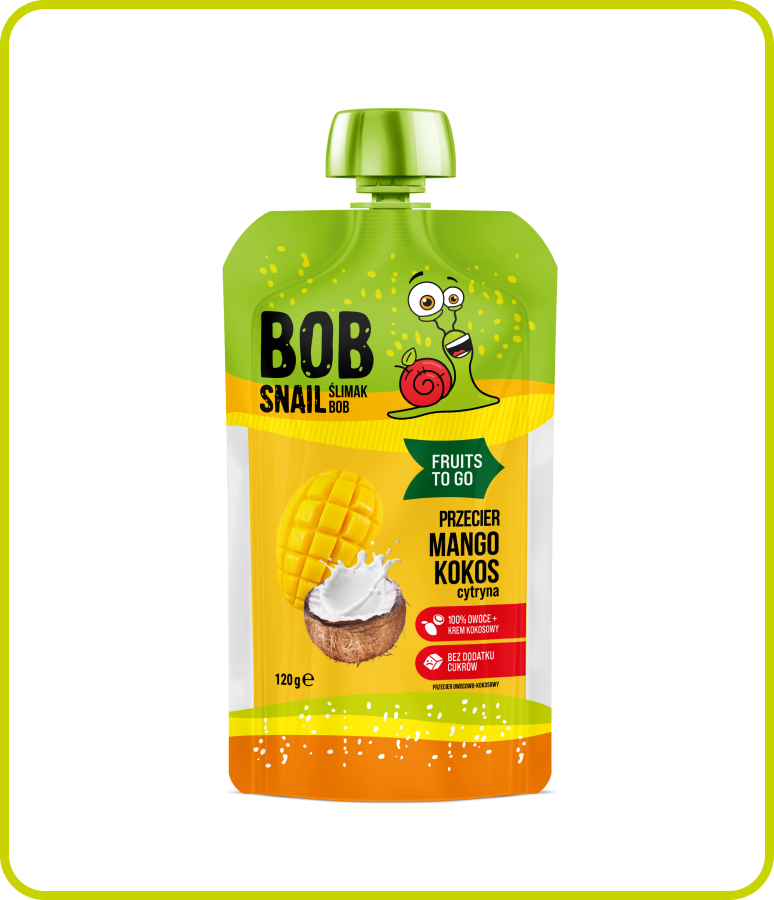 BOB
SNAIL
ŚLIMAK
BOB
FRUITS
TO GO
PRZECIER
MANGO
KOKOS
cytryna
100% OWOCE +
KREM KOKOSOWY
BEZ DODATKU
CUKRÓW
120 g ℮
PRZECIER OWOCOWO-KOKOSOWY